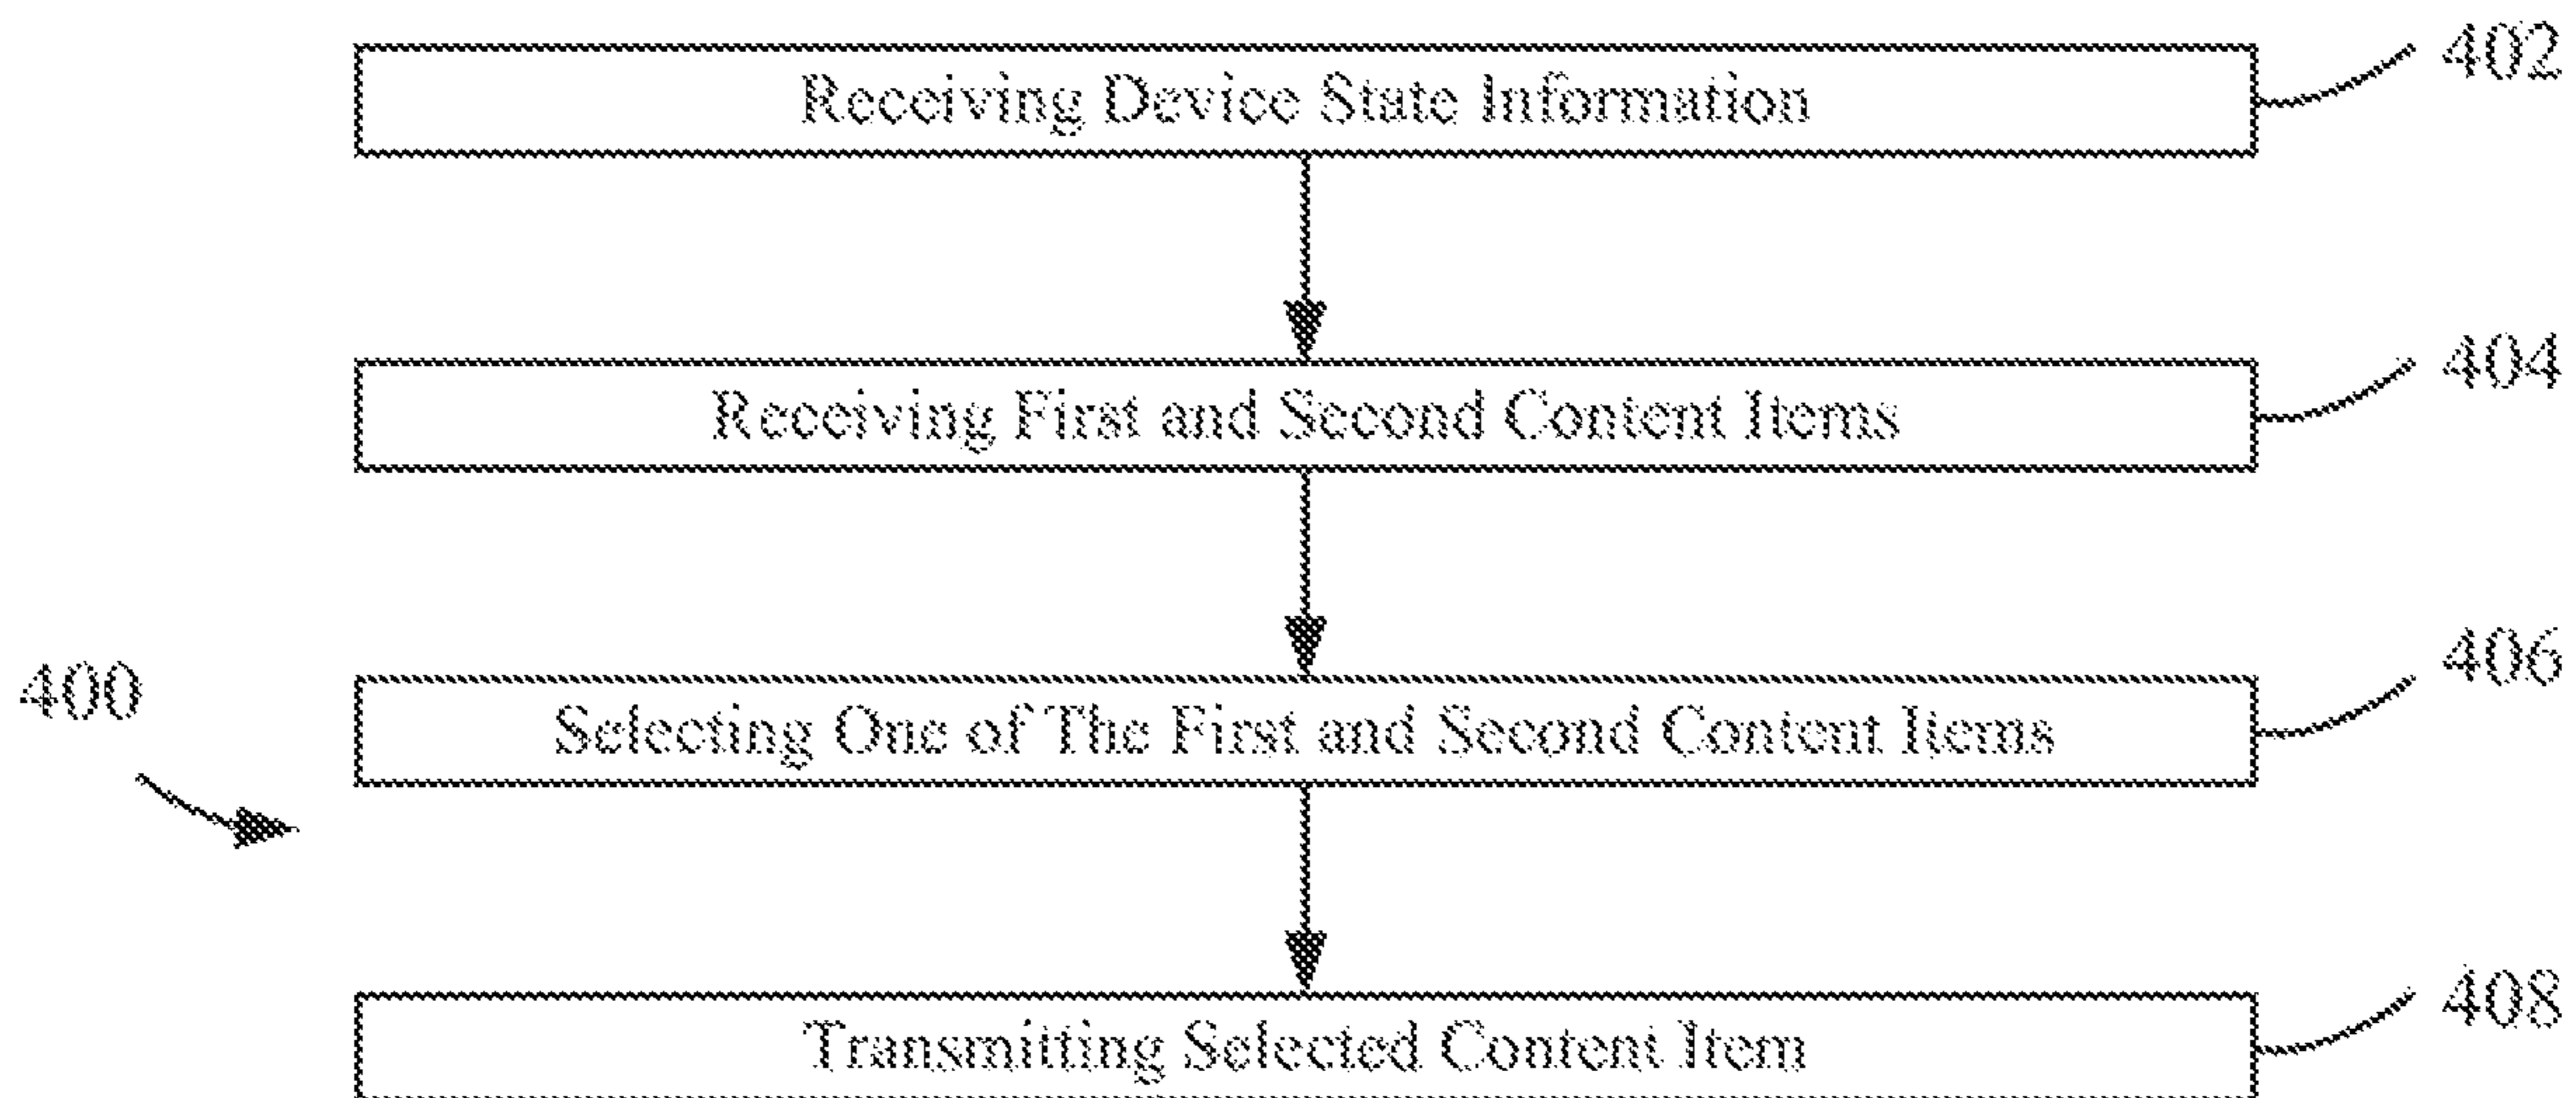 Receiving Device State Information
402
Receiving First and Second Content Items
404
400
Selecting One of The First and Second Content Items
406
Transmitting Selected Content Item
408